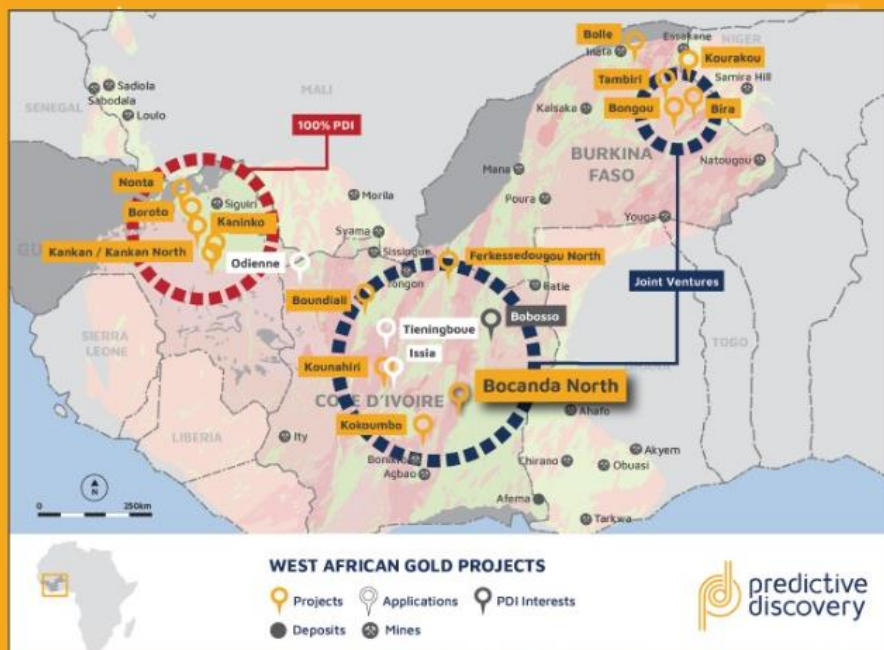 Bolle
Essakane
NIGER
Inata
Kourakou
Sadiola
Sabodala
MALI
Tambiri
Samira Hill
SENEGAL
Loulo
Kalsaka
Bongou
Bira
100% PDI
BURKINA
FASO
Natougou
Mana
Nonta
Siguiri
Morila
Poura
Boroto
Kaninko
Syama
Youga
Kankan / Kankan North
Sissingue
Odienne
Ferkessedougou North
Tongon
Batie
Joint Ventures
Boundiali
Bobosso
Tieningboue
SIERRA
LEONE
Issia
TOGO
Kounahiri
Bocanda North
COTE D'IVOIRE
Ahafo
Kokoumbo
LIBERIA
Ity
Akyem
Chirano
Obuasi
Agbao
Afema
Tarkwa
N
0 250km
WEST AFRICAN GOLD PROJECTS
Projects Applications PDI Interests
Deposits Mines
predictive
discovery